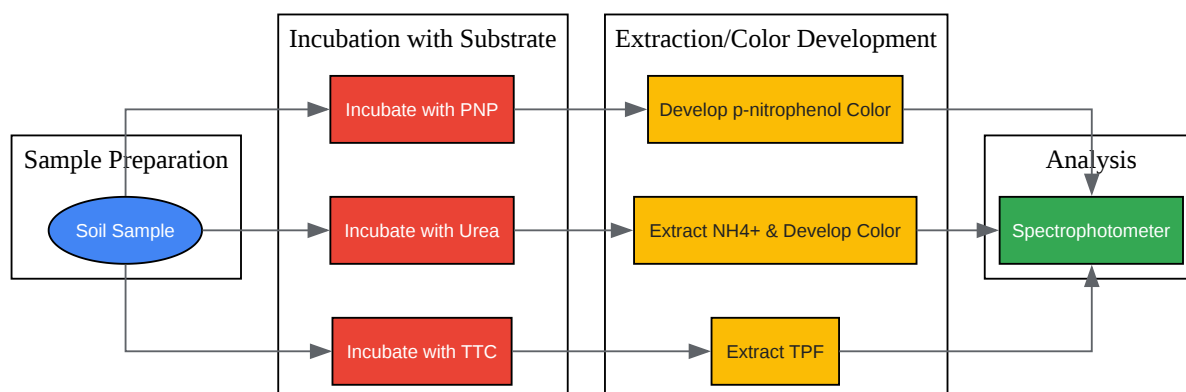 Sample Preparation
Soil Sample
Incubation with Substrate
Incubate with PNP
Incubate with Urea
Incubate with TTC
Extraction/Color Development
Develop p-nitrophenol Color
Extract NH4+ & Develop Color
Extract TPF
Analysis
Spectrophotometer